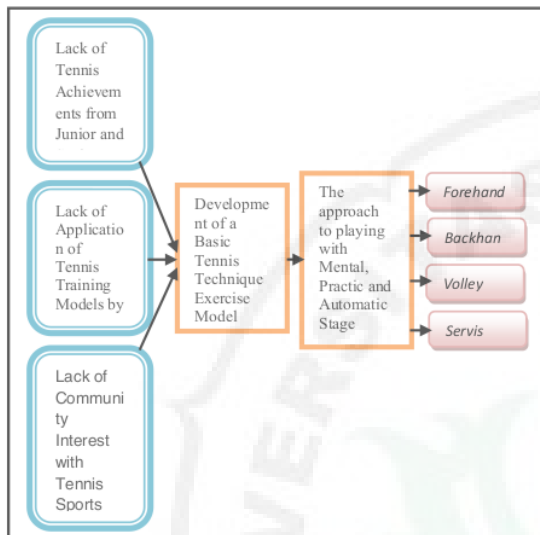 Lack of
Tennis
Achievem
ents from
Junior and
Lack of
Applicatio
n of
Tennis
Training
Models by
Lack of
Communi
ty
Interest
with
Tennis
Sports
Developme
nt of a
Basic
Tennis
Technique
Exercise
Model
The
approach
to playing
with
Mental,
Practic and
Automatic
Stage
Forehand
Backhan
Volley
Servis